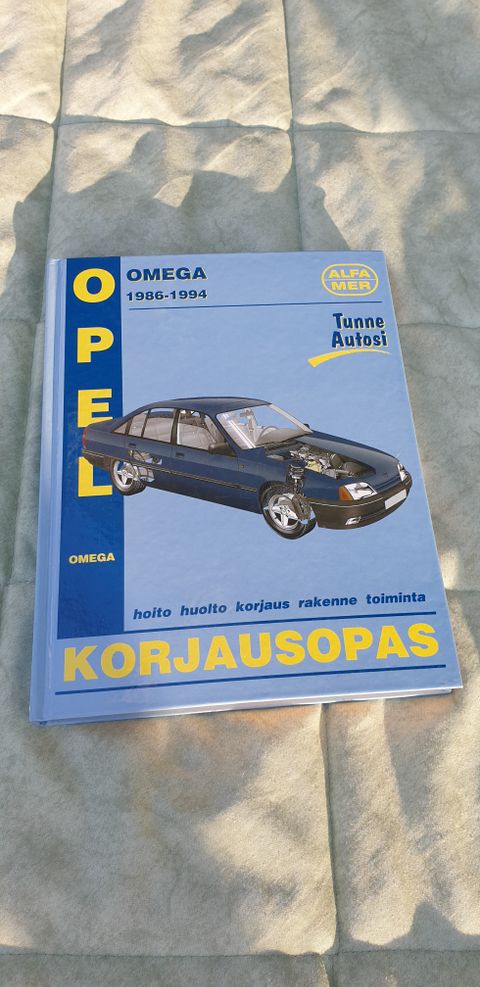 OPEL
OMEGA
1986-1994
ALFA
MER
Tunne
Autosi
OMEGA
hoito huolto korjaus rakenne toiminta
KORJAUSOPAS